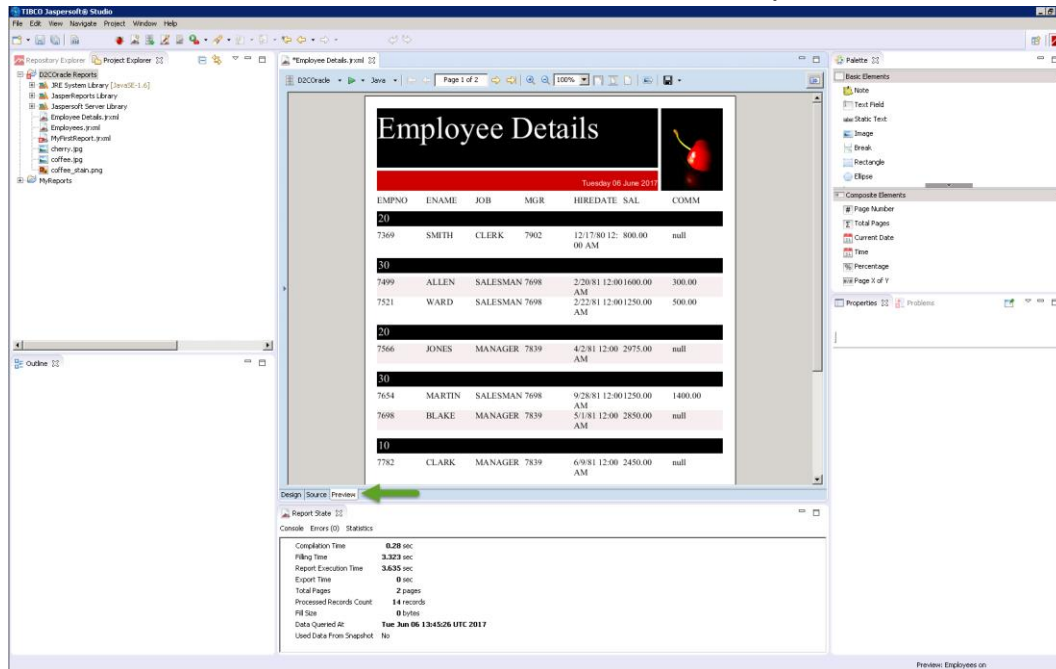 TIBCO Jaspersoft® Studio
File Edit View Navigate Project Window Help
Repository Explorer Project Explorer
D2COracle Reports
JRE System Library [JavaSE-1.6]
JasperReports Library
Jaspersoft Server Library
Employee Details.jrxml
Employees.jrxml
MyFirstReport.jrxml
cherry.jpg
coffee.jpg
coffee_stain.png
MyReports
Outline
*Employee Details.jrxml
D2COracle Java Page 1 of 2 100%
Employee Details
Tuesday 06 June 2017
EMPNO ENAME JOB MGR HIREDATE SAL COMM
20
7369 SMITH CLERK 7902 12/17/80 12: 800.00 null
00 AM
30
7499 ALLEN SALESMAN 7698 2/20/81 12:00 1600.00 300.00
AM
7521 WARD SALESMAN 7698 2/22/81 12:00 1250.00 500.00
AM
20
7566 JONES MANAGER 7839 4/2/81 12:00 2975.00 null
AM
30
7654 MARTIN SALESMAN 7698 9/28/81 12:00 1250.00 1400.00
AM
7698 BLAKE MANAGER 7839 5/1/81 12:00 2850.00 null
AM
10
7782 CLARK MANAGER 7839 6/9/81 12:00 2450.00 null
AM
Design Source Preview
Report State
Console Errors (0) Statistics
Compilation Time 0.28 sec
Filling Time 3.323 sec
Report Execution Time 3.635 sec
Export Time 0 sec
Total Pages 2 pages
Processed Records Count 14 records
Fill Size 0 bytes
Data Queried At Tue Jun 06 13:45:26 UTC 2017
Used Data From Snapshot No
Palette
Basic Elements
Note
Text Field
label Static Text
Image
Break
Rectangle
Ellipse
Composite Elements
# Page Number
Total Pages
Current Date
Time
% Percentage
Page X of Y
Properties Problems
Preview: Employees on